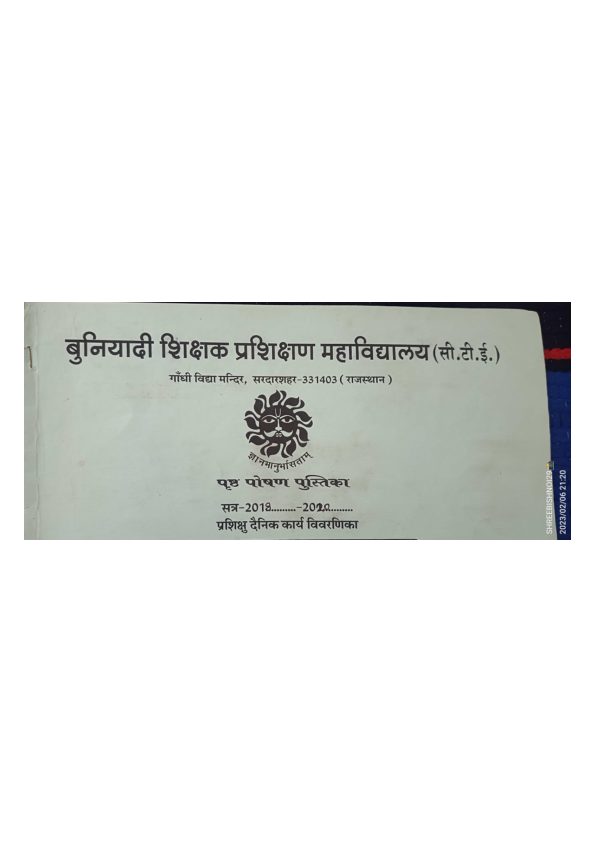 बुनियादी शिक्षक प्रशिक्षण महाविद्यालय (सी.टी.ई.)
गाँधी विद्या मन्दिर, सरदारशहर-331403 ( राजस्थान )
ज्ञानमानुर्भासताम्
पृष्ठ पोषण पुस्तिका
सत्र-2018.........-2020.........
प्रशिक्षु दैनिक कार्य विवरणिका
SHREEBISHNOI29
2023/02/06 21:20